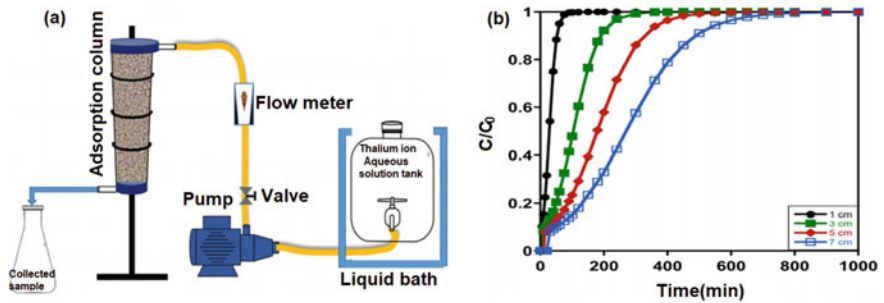 (a)
Adsorption column
Flow meter
Thalium ion
Aqueous
solution tank
Pump
Valve
Collected
sample
Liquid bath
(b)
C/C0
1
0.8
0.6
0.4
0.2
0
0 200 400 600 800 1000
Time(min)
1 cm
3 cm
5 cm
7 cm